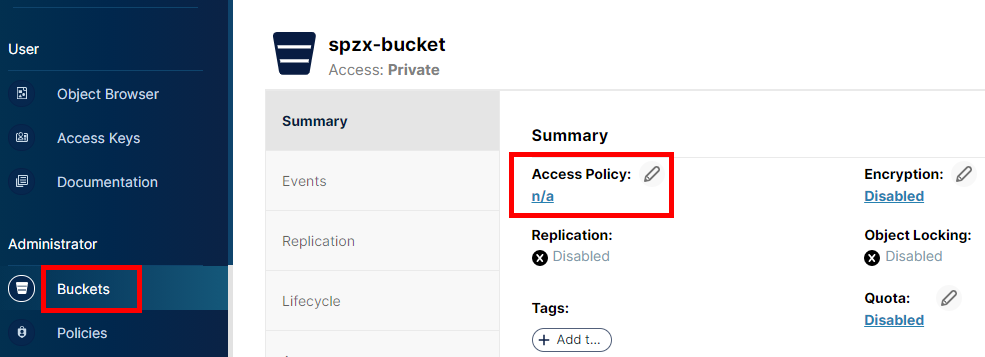 User
Object Browser
Access Keys
Documentation
Administrator
Buckets
Policies
spzx-bucket
Access: Private
Summary
Events
Replication
Lifecycle
Summary
Access Policy:
n/a
Encryption:
Disabled
Replication:
Disabled
Object Locking:
Disabled
Tags:
+ Add t...
Quota:
Disabled